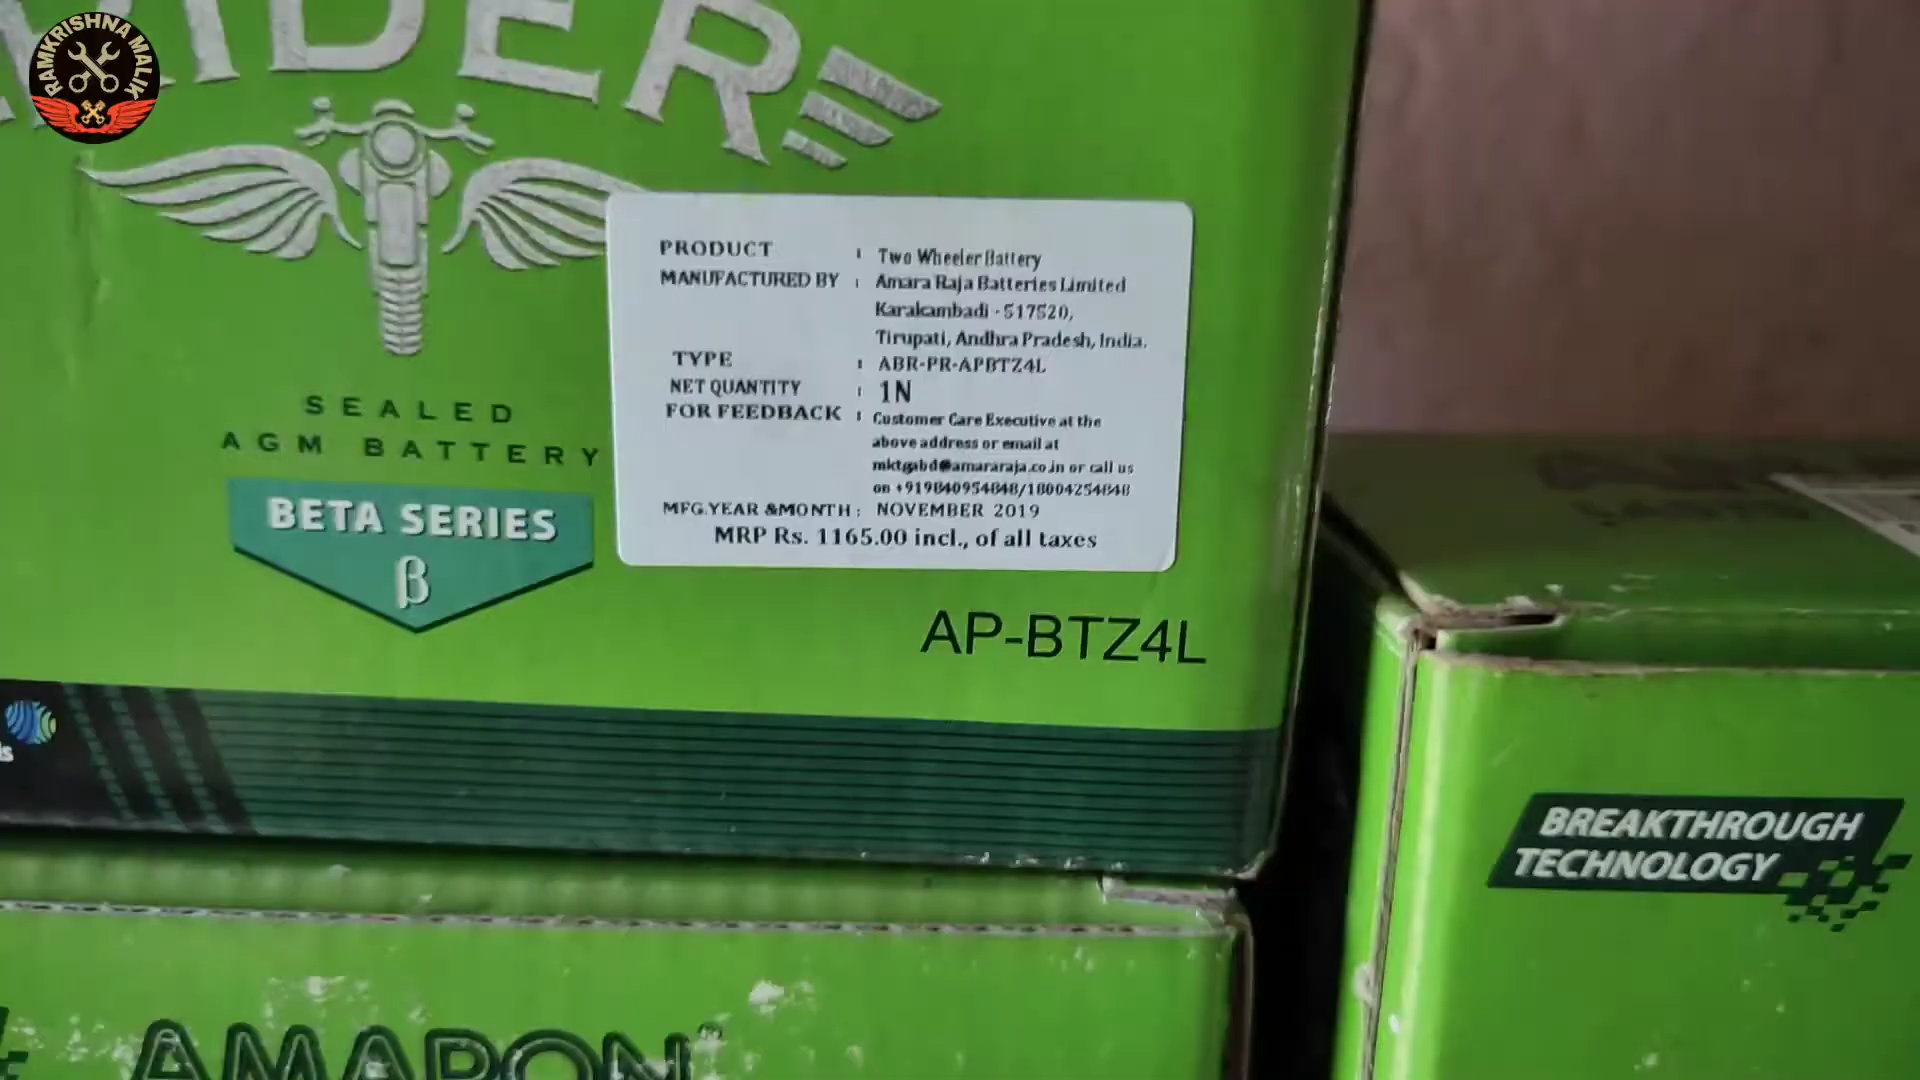 RAMKRISHNA MALIK
RIDER
SEALED
AGM BATTERY
BETA SERIES
β
PRODUCT : Two Wheeler Battery
MANUFACTURED BY : Amara Raja Batteries Limited
Karakambadi - 517520,
Tirupati, Andhra Pradesh, India.
TYPE : ABR-PR-APBTZ4L
NET QUANTITY : 1N
FOR FEEDBACK : Customer Care Executive at the
above address or email at
mktgabd@amararaja.co.in or call us
on +919840954848/18004254848
MFG.YEAR &MONTH : NOVEMBER 2019
MRP Rs. 1165.00 incl., of all taxes
AP-BTZ4L
BREAKTHROUGH
TECHNOLOGY
AMARON®